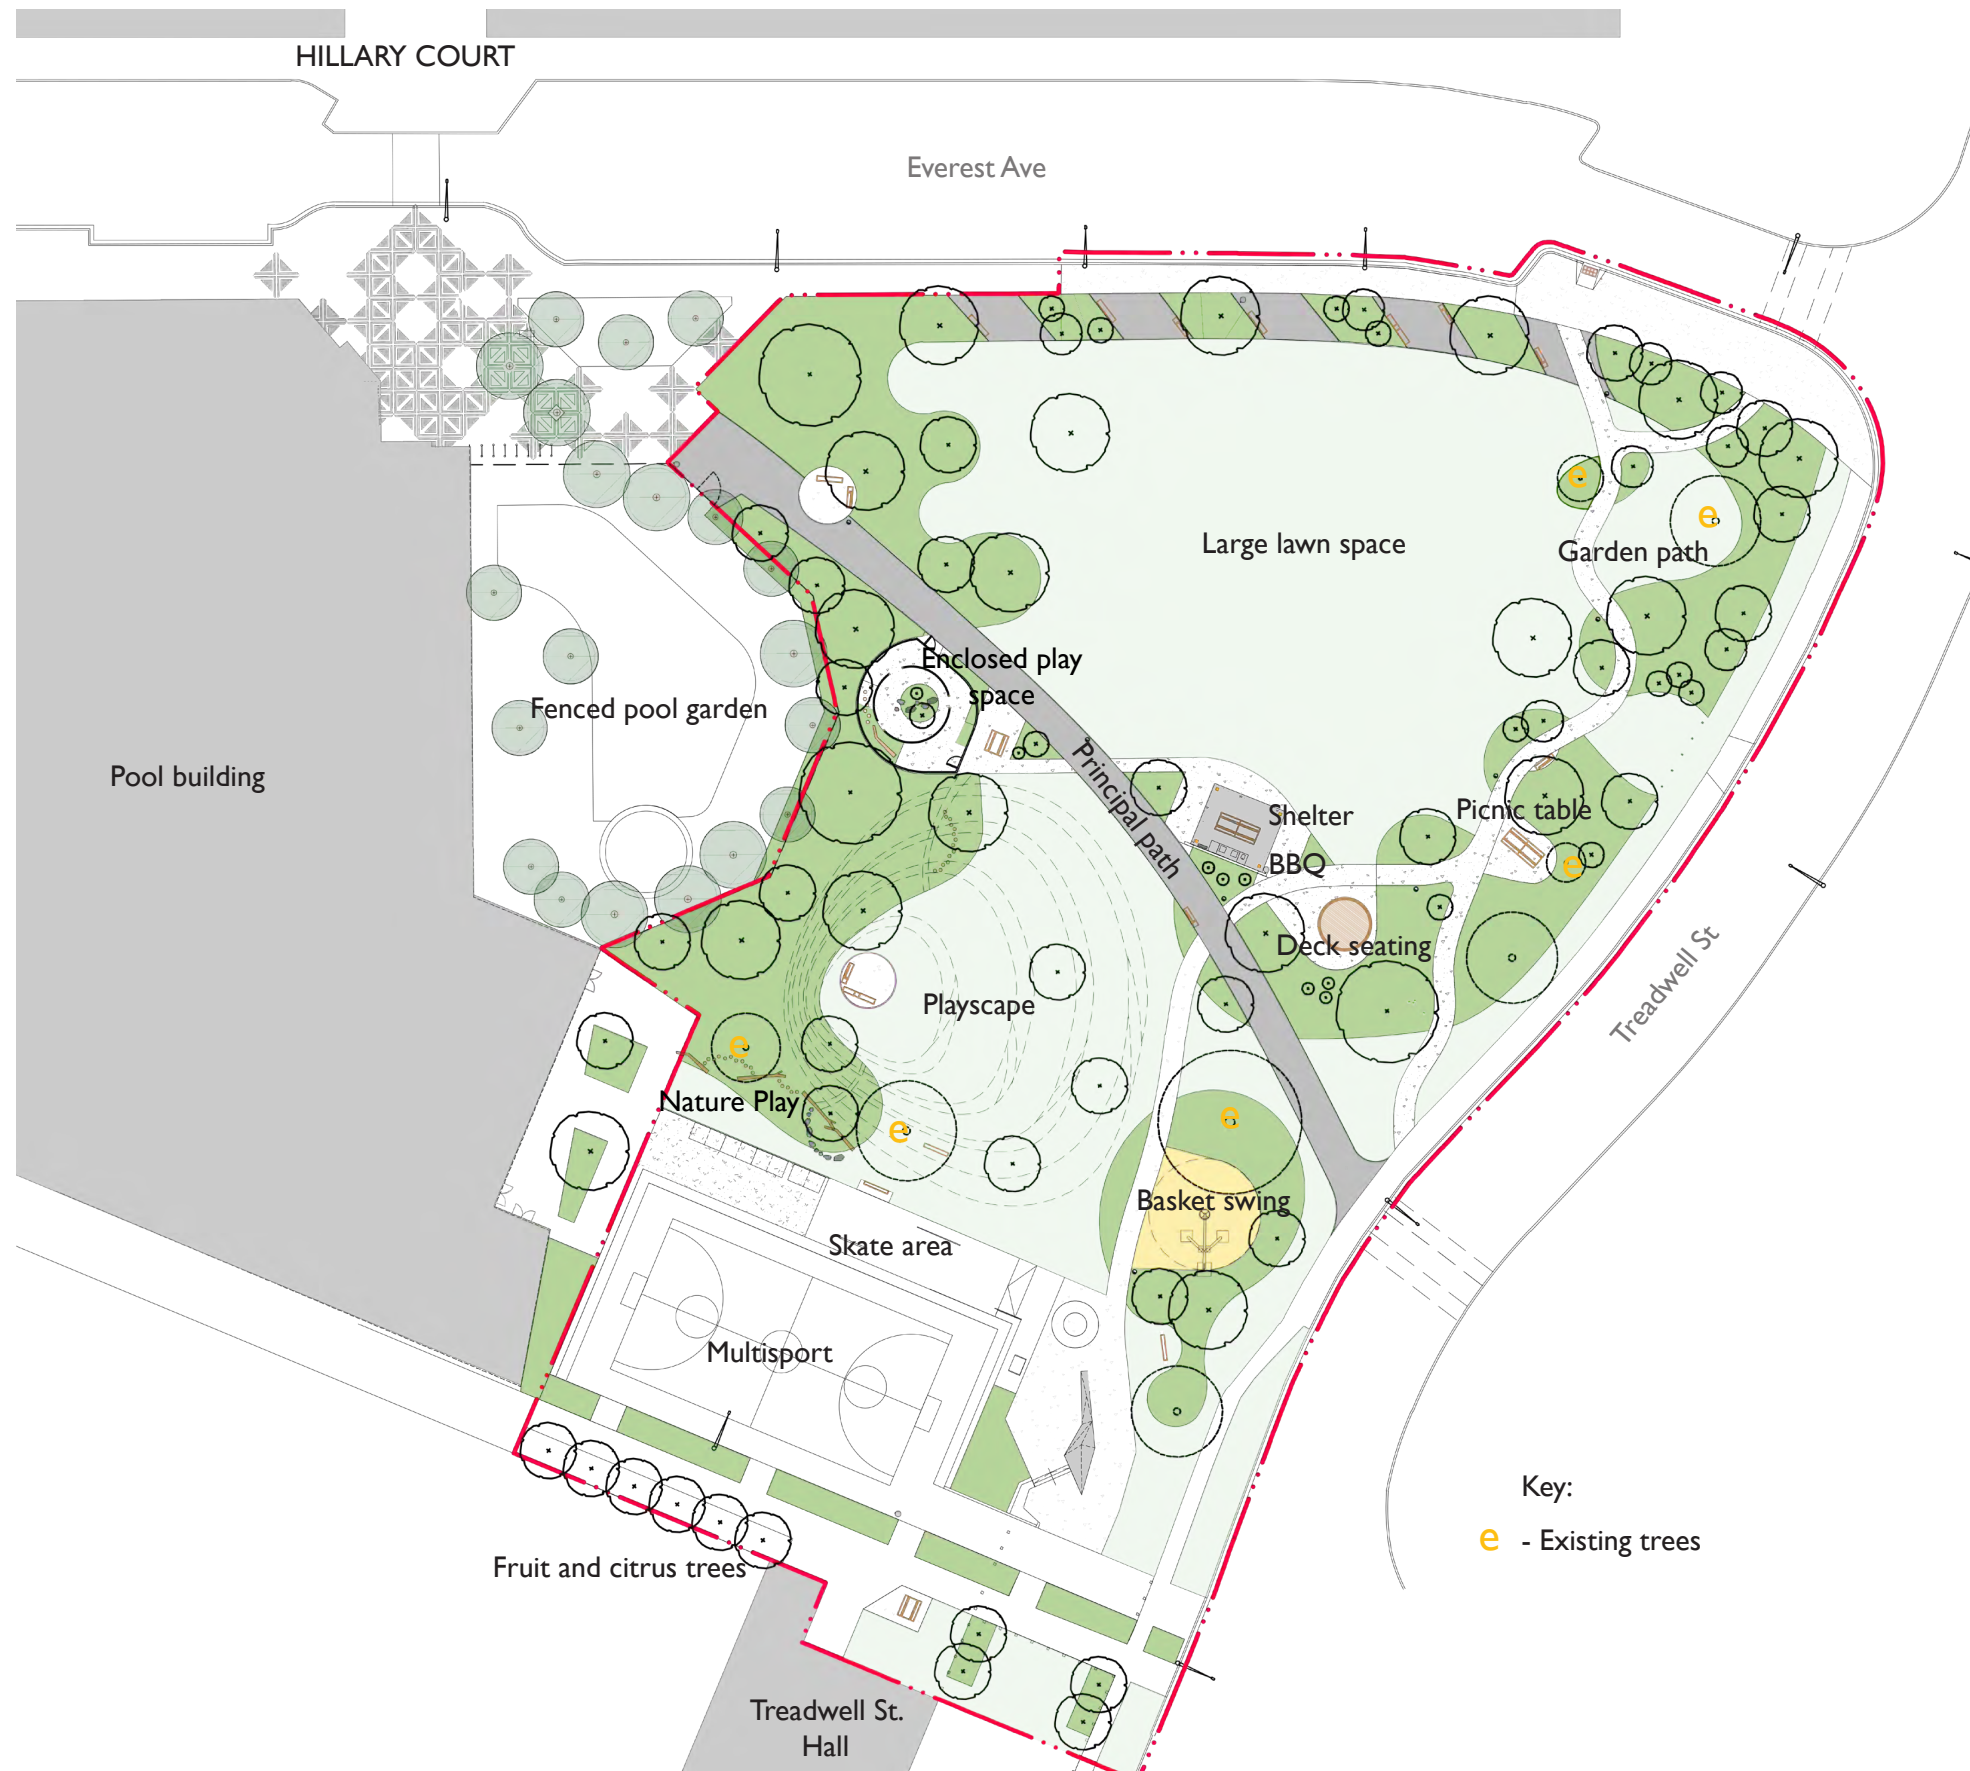 HILLARY COURT
Everest Ave
e
e
Large lawn space
Garden path
Enclosed play
space
Fenced pool garden
Pool building
Principal path
Shelter
Picnic table
BBQ
e
Deck seating
Treadwell St
Playscape
e
Nature Play
e
e
Basket swing
Skate area
Multisport
Key:
e - Existing trees
Fruit and citrus trees
Treadwell St.
Hall